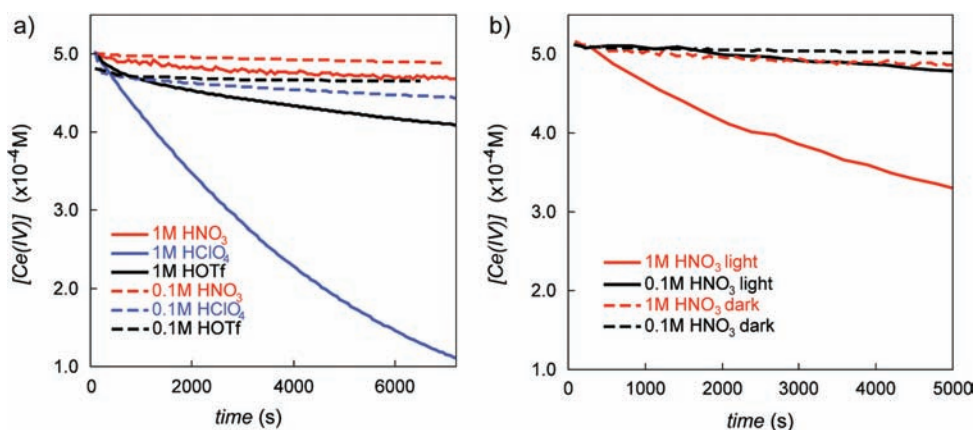 a)
[Ce(IV)] (x10⁻⁴M)
5.0
4.0
3.0
2.0
1.0
1M HNO₃
1M HClO₄
1M HOTf
0.1M HNO₃
0.1M HClO₄
0.1M HOTf
0 2000 4000 6000
time (s)
b)
[Ce(IV)] (x10⁻⁴M)
5.0
4.0
3.0
2.0
1.0
1M HNO₃ light
0.1M HNO₃ light
1M HNO₃ dark
0.1M HNO₃ dark
0 1000 2000 3000 4000 5000
time (s)